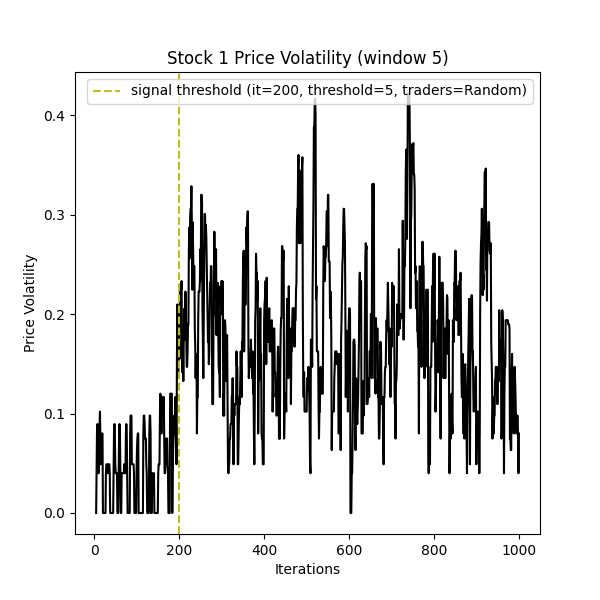 Stock 1 Price Volatility (window 5)
signal threshold (it=200, threshold=5, traders=Random)
0.4
0.3
0.2
0.1
0.0
Price Volatility
0 200 400 600 800 1000
Iterations